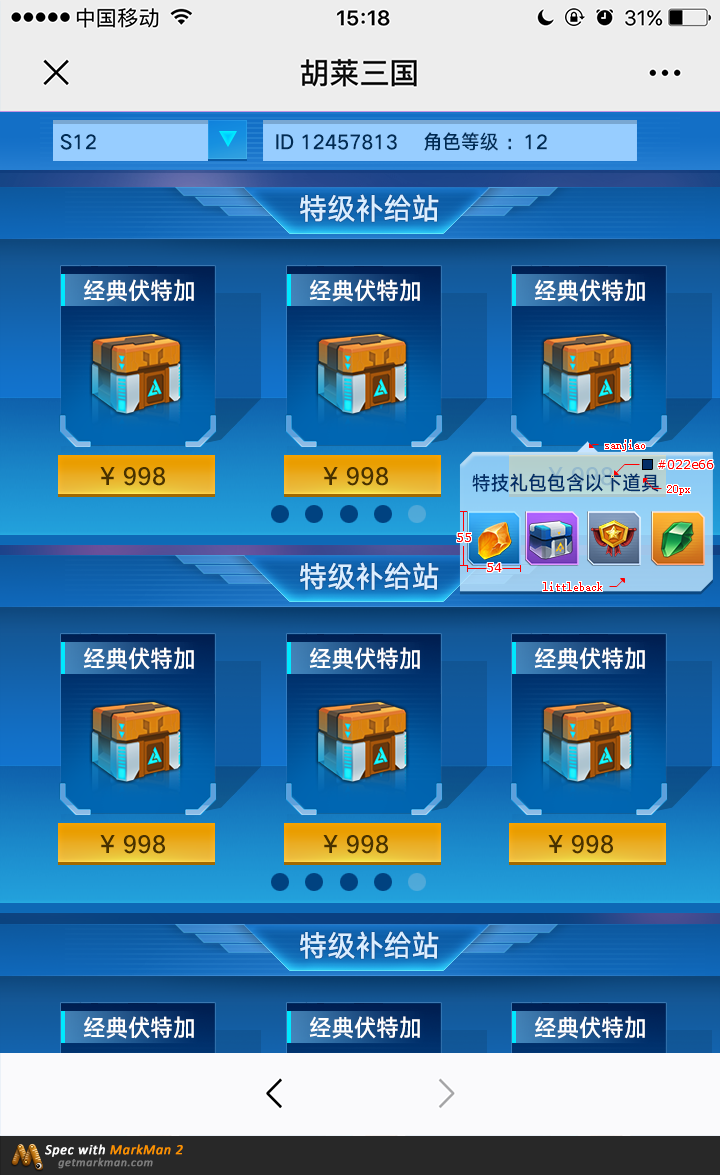 中国移动 15:18 31%
胡莱三国
S12 ID 12457813 角色等级：12
特级补给站
经典伏特加 经典伏特加 经典伏特加
sanjiao
¥ 998 ¥ 998 ¥ 998 #022e66
特技礼包包含以下道具 20px
55
54
littleback
特级补给站
经典伏特加 经典伏特加 经典伏特加
¥ 998 ¥ 998 ¥ 998
特级补给站
经典伏特加 经典伏特加 经典伏特加
Spec with MarkMan 2
getmarkman.com